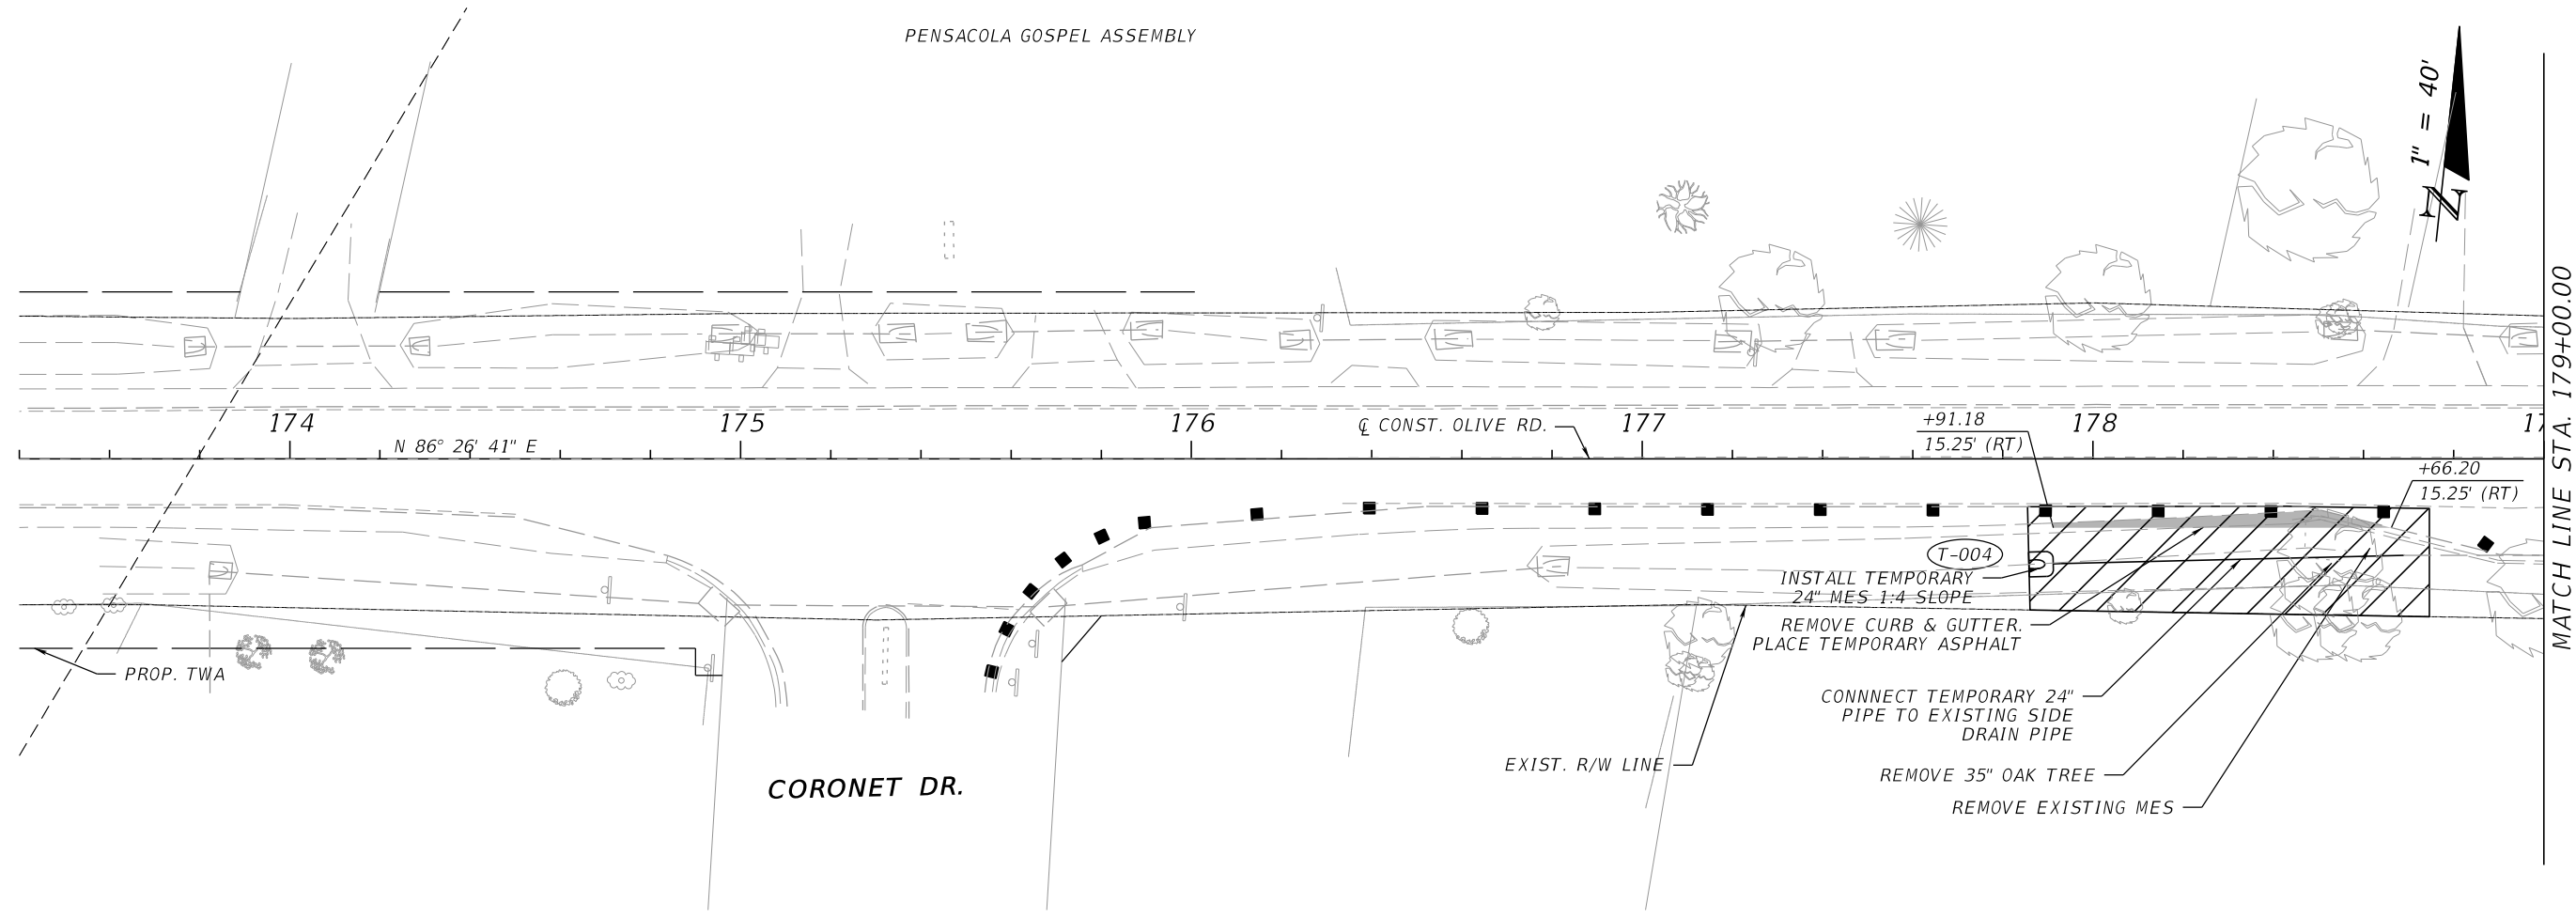 PENSACOLA GOSPEL ASSEMBLY
1" = 40'
N
174
175
176
177
178
17
N 86° 26' 41" E
℄ CONST. OLIVE RD.
+91.18
15.25' (RT)
+66.20
15.25' (RT)
MATCH LINE STA. 179+00.00
T-004
INSTALL TEMPORARY
24" MES 1:4 SLOPE
REMOVE CURB & GUTTER.
PLACE TEMPORARY ASPHALT
PROP. TWA
CONNNECT TEMPORARY 24"
PIPE TO EXISTING SIDE
DRAIN PIPE
EXIST. R/W LINE
REMOVE 35" OAK TREE
CORONET DR.
REMOVE EXISTING MES